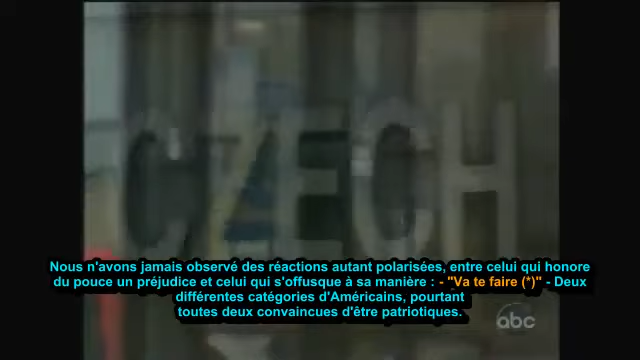 CZECH
Nous n'avons jamais observé des réactions autant polarisées, entre celui qui honore
du pouce un préjudice et celui qui s'offusque à sa manière : - "Va te faire (*)" - Deux
différentes catégories d'Américains, pourtant
toutes deux convaincues d'être patriotiques.
abc